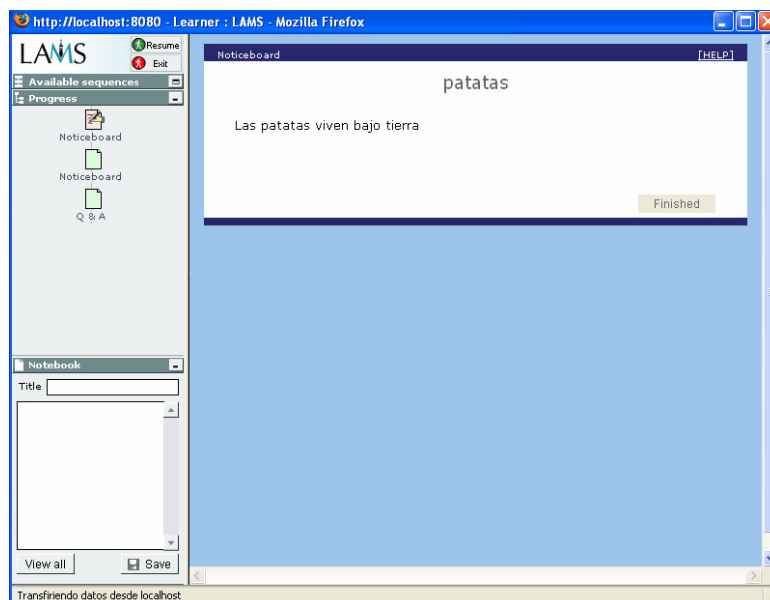 http://localhost:8080 - Learner : LAMS - Mozilla Firefox
LAMS
Resume
Exit
Available sequences
Progress
Noticeboard
Noticeboard
Q & A
Notebook
Title
View all
Save
Noticeboard
[HELP]
patatas
Las patatas viven bajo tierra
Finished
Transfiriendo datos desde localhost